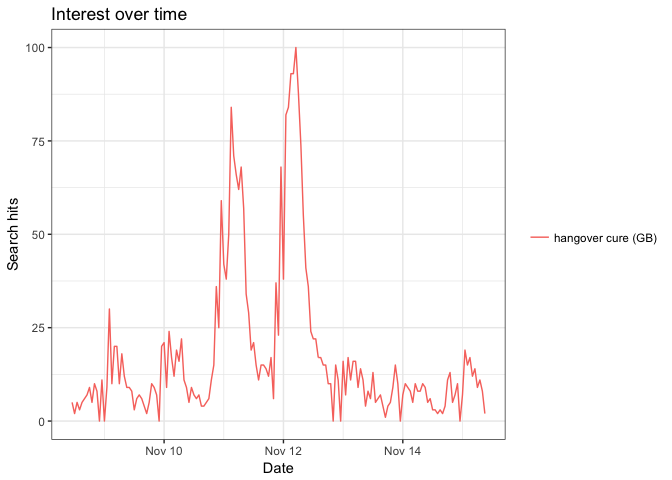 Interest over time
100
75
50
25
0
Search hits
Nov 10
Nov 12
Nov 14
Date
hangover cure (GB)